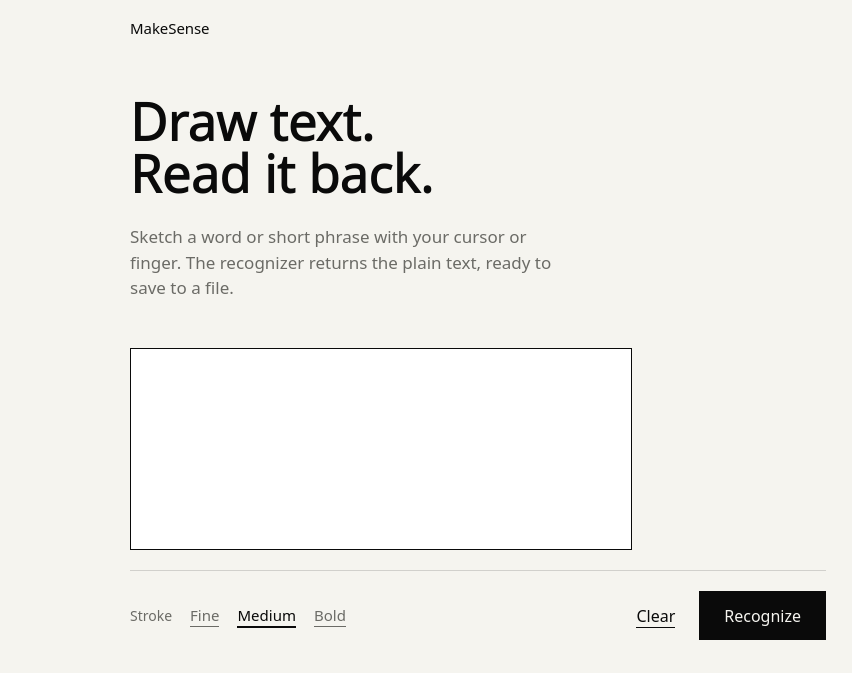 MakeSense
Draw text.
Read it back.
Sketch a word or short phrase with your cursor or
finger. The recognizer returns the plain text, ready to
save to a file.
Stroke Fine Medium Bold Clear Recognize